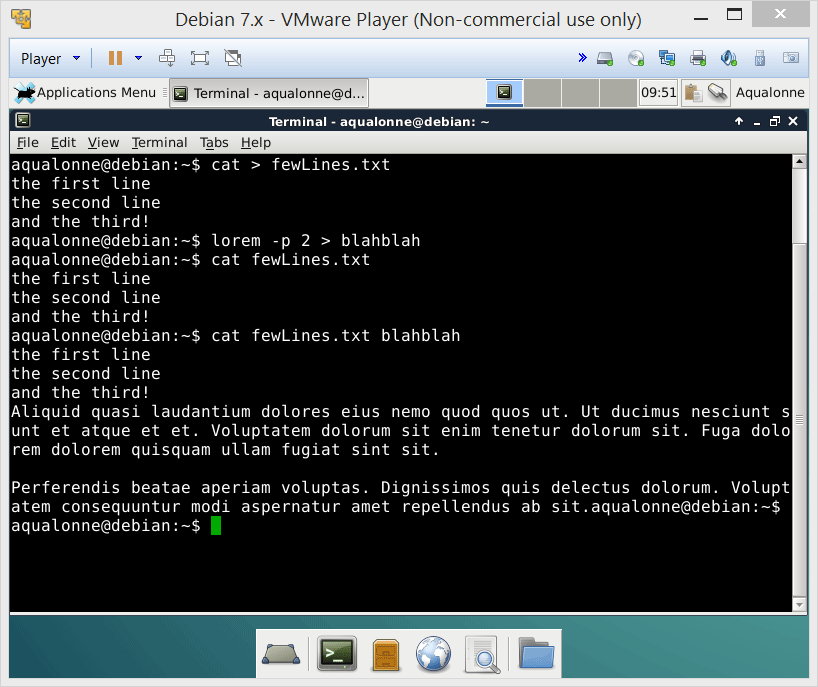 Debian 7.x - VMware Player (Non-commercial use only)
Player
Applications Menu
Terminal - aqualonne@d...
09:51
Aqualonne
Terminal - aqualonne@debian: ~
File Edit View Terminal Tabs Help
aqualonne@debian:~$ cat > fewLines.txt
the first line
the second line
and the third!
aqualonne@debian:~$ lorem -p 2 > blahblah
aqualonne@debian:~$ cat fewLines.txt
the first line
the second line
and the third!
aqualonne@debian:~$ cat fewLines.txt blahblah
the first line
the second line
and the third!
Aliquid quasi laudantium dolores eius nemo quod quos ut. Ut ducimus nesciunt s
unt et atque et et. Voluptatem dolorum sit enim tenetur dolorum sit. Fuga dolo
rem dolorem quisquam ullam fugiat sint sit.

Perferendis beatae aperiam voluptas. Dignissimos quis delectus dolorum. Volupt
atem consequuntur modi aspernatur amet repellendus ab sit.aqualonne@debian:~$
aqualonne@debian:~$